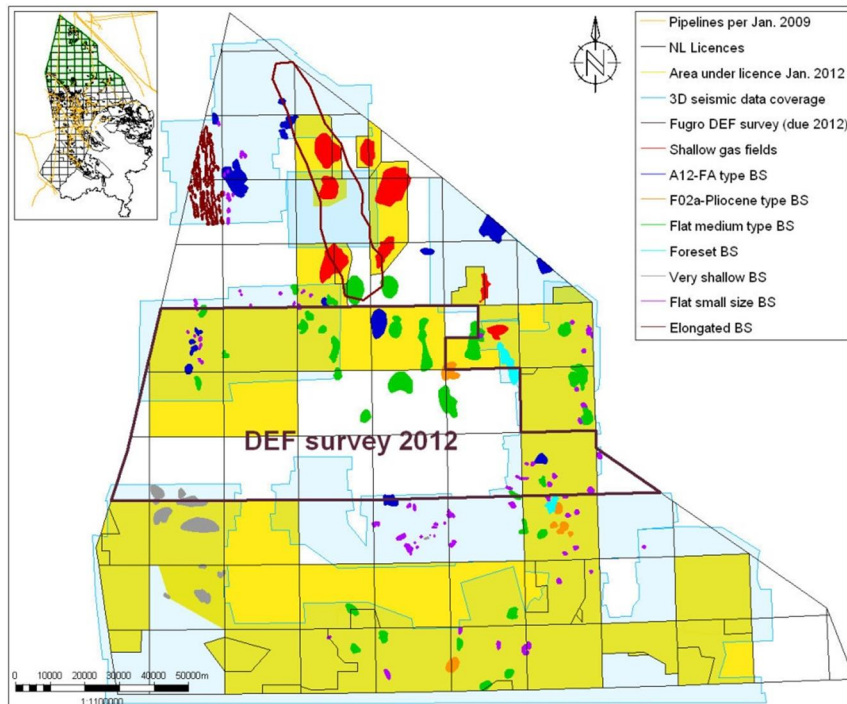 N
Pipelines per Jan. 2009
NL Licences
Area under licence Jan. 2012
3D seismic data coverage
Fugro DEF survey (due 2012)
Shallow gas fields
A12-FA type BS
F02a-Pliocene type BS
Flat medium type BS
Foreset BS
Very shallow BS
Flat small size BS
Elongated BS
DEF survey 2012
0 10000 20000 30000 40000 50000m
1:1100000